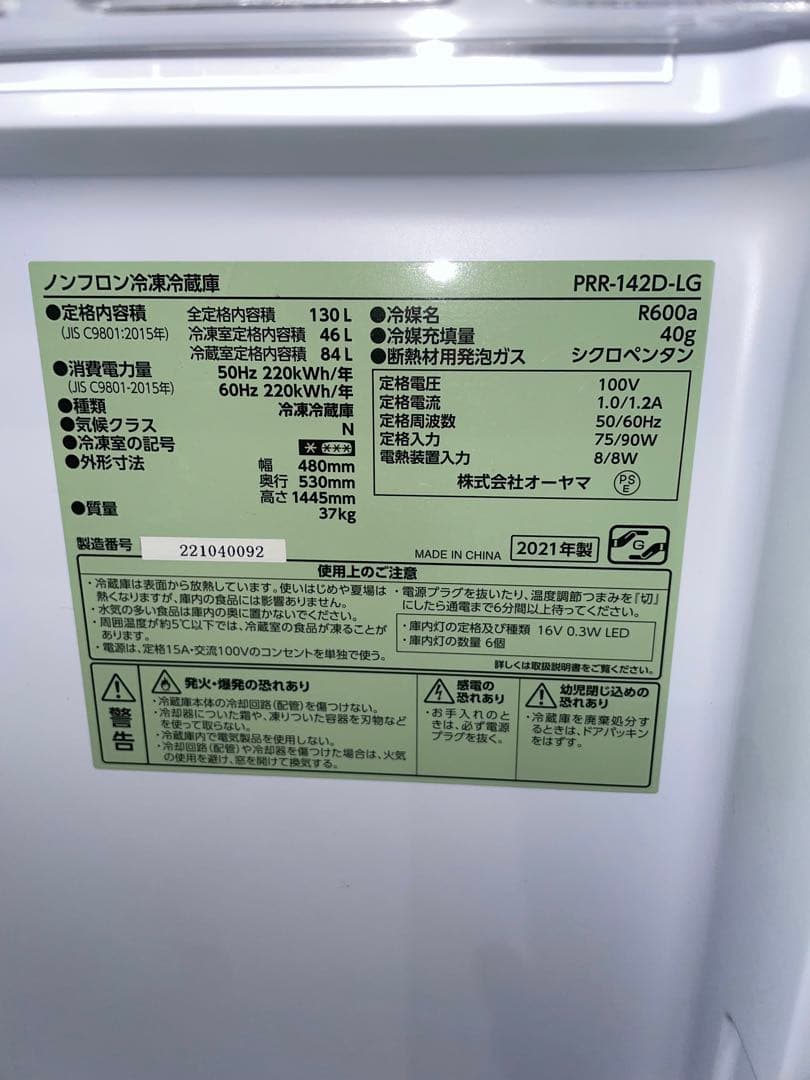 ノンフロン冷凍冷蔵庫 PRR-142D-LG
●定格内容積 全定格内容積 130 L
(JIS C9801:2015年) 冷凍室定格内容積 46 L
冷蔵室定格内容積 84 L
●消費電力量 50Hz 220kWh/年
(JIS C9801-2015年) 60Hz 220kWh/年
●種類 冷凍冷蔵庫
●気候クラス N
●冷凍室の記号
●外形寸法 幅 480mm
奥行 530mm
高さ 1445mm
●質量 37kg
●冷媒名 R600a
●冷媒充填量 40g
●断熱材用発泡ガス シクロペンタン
定格電圧 100V
定格電流 1.0/1.2A
定格周波数 50/60Hz
定格入力 75/90W
電熱装置入力 8/8W
株式会社オーヤマ PSE
製造番号 221040092 MADE IN CHINA 2021年製 G
使用上のご注意
・冷蔵庫は表面から放熱しています。使いはじめや夏場は
熱くなりますが、庫内の食品には影響ありません。
・水気の多い食品は庫内の奥に置かないでください。
・周囲温度が約5℃以下では、冷蔵室の食品が凍ることが
あります。
・電源は、定格15A・交流100Vのコンセントを単独で使う。
・電源プラグを抜いたり、温度調節つまみを『切』
にしたら通電まで6分間以上待ってください。
・庫内灯の定格及び種類 16V 0.3W LED
・庫内灯の数量 6個
詳しくは取扱説明書をご覧ください。
警告
発火・爆発の恐れあり
・冷蔵庫本体の冷却回路(配管)を傷つけない。
・冷却器についた霜や、凍りついた容器を刃物など
を使って取らない。
・冷蔵庫内で電気製品を使用しない。
・冷却回路(配管)や冷却器を傷つけた場合は、火気
の使用を避け、窓を開けて換気する。
感電の
恐れあり
・お手入れのと
きは、必ず電源
プラグを抜く。
幼児閉じ込めの
恐れあり
・冷蔵庫を廃棄処分す
るときは、ドアパッキン
をはずす。